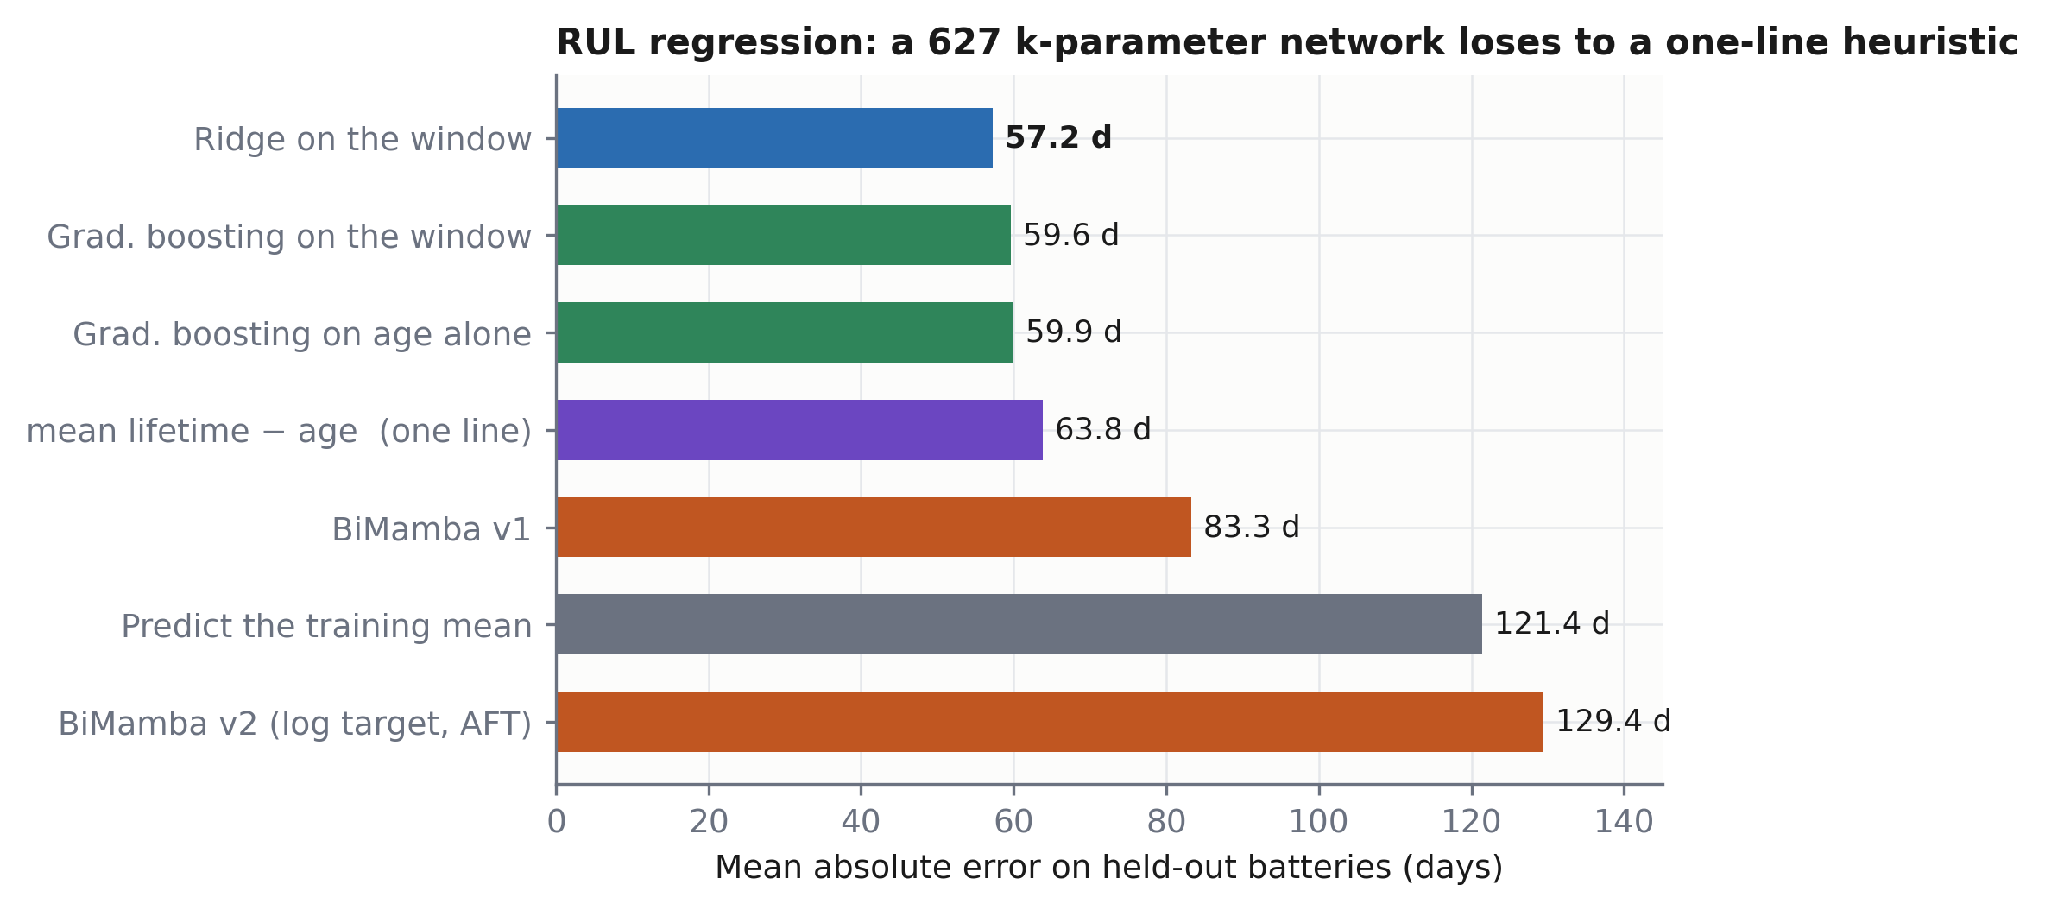 RUL regression: a 627 k-parameter network loses to a one-line heuristic
Ridge on the window 57.2 d
Grad. boosting on the window 59.6 d
Grad. boosting on age alone 59.9 d
mean lifetime − age  (one line) 63.8 d
BiMamba v1 83.3 d
Predict the training mean 121.4 d
BiMamba v2 (log target, AFT) 129.4 d
0 20 40 60 80 100 120 140
Mean absolute error on held-out batteries (days)